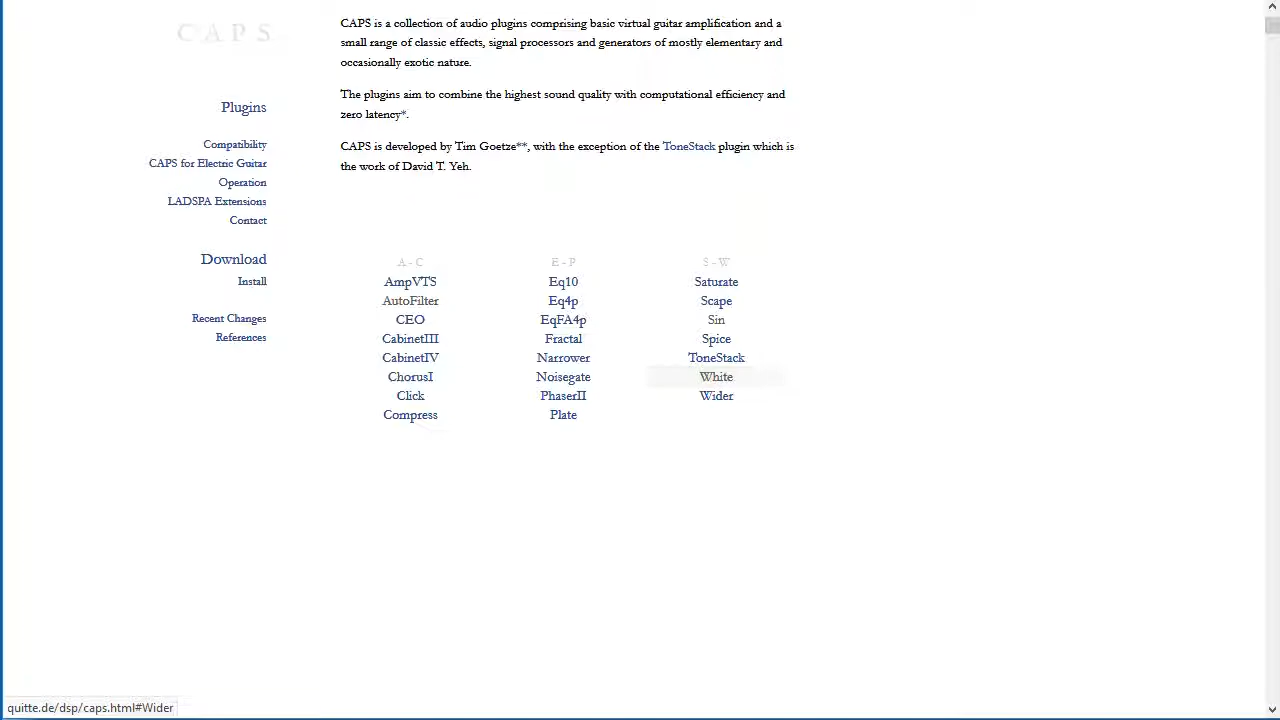 C A P S
CAPS is a collection of audio plugins comprising basic virtual guitar amplification and a
small range of classic effects, signal processors and generators of mostly elementary and
occasionally exotic nature.
The plugins aim to combine the highest sound quality with computational efficiency and
zero latency*.
CAPS is developed by Tim Goetze**, with the exception of the ToneStack plugin which is
the work of David T. Yeh.
Plugins
Compatibility
CAPS for Electric Guitar
Operation
LADSPA Extensions
Contact
Download
Install
Recent Changes
References
A - C
AmpVTS
AutoFilter
CEO
CabinetIII
CabinetIV
ChorusI
Click
Compress
E - P
Eq10
Eq4p
EqFA4p
Fractal
Narrower
Noisegate
PhaserII
Plate
S - W
Saturate
Scape
Sin
Spice
ToneStack
White
Wider
quitte.de/dsp/caps.html#Wider